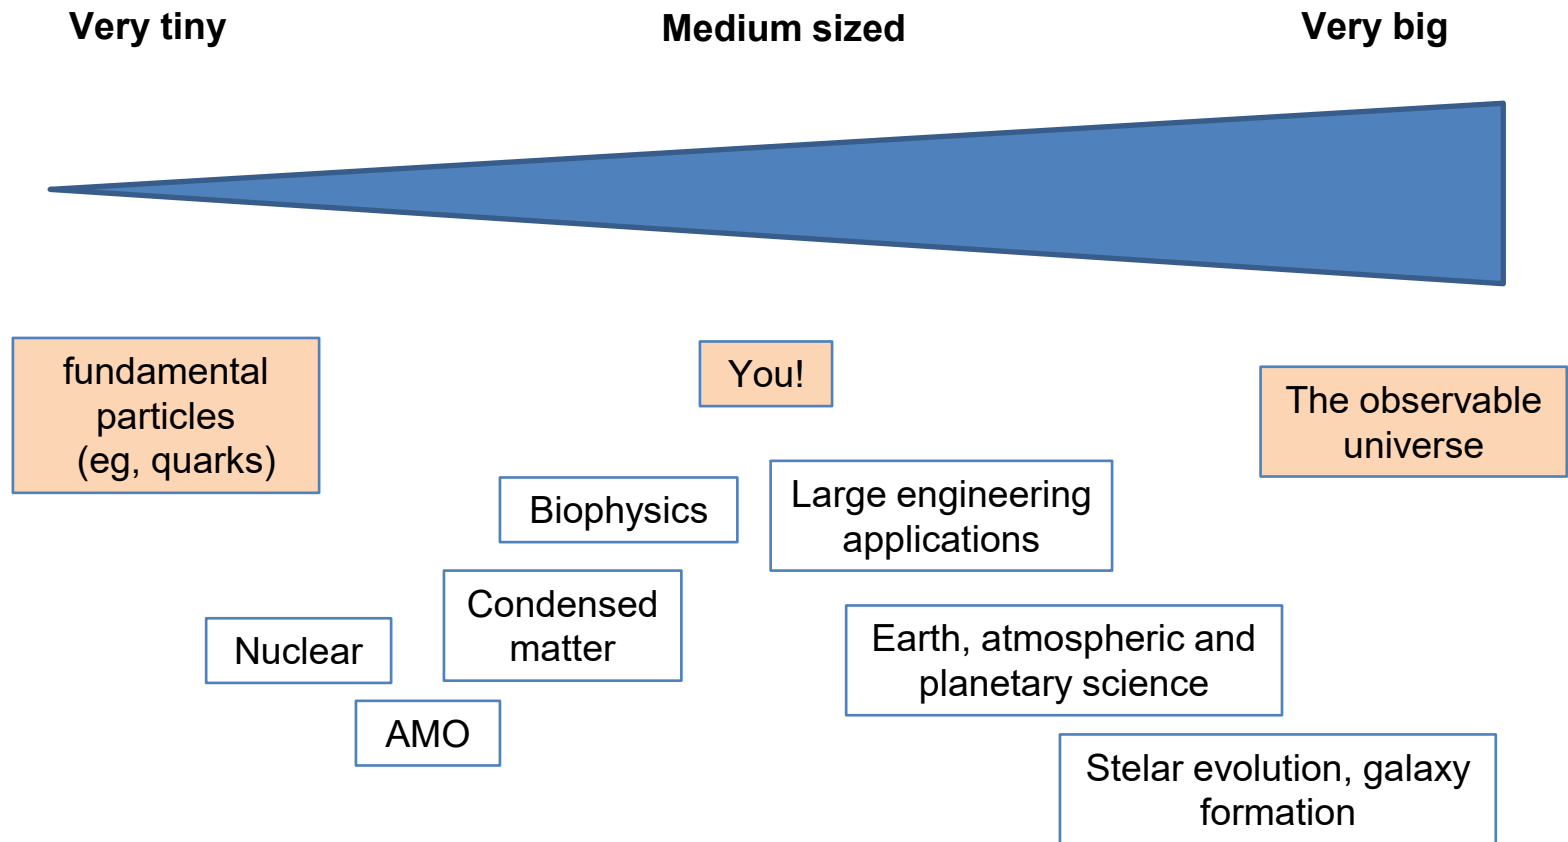 Very tiny
Medium sized
Very big
fundamental
particles
(eg, quarks)
You!
The observable
universe
Biophysics
Large engineering
applications
Condensed
matter
Nuclear
Earth, atmospheric and
planetary science
AMO
Stelar evolution, galaxy
formation